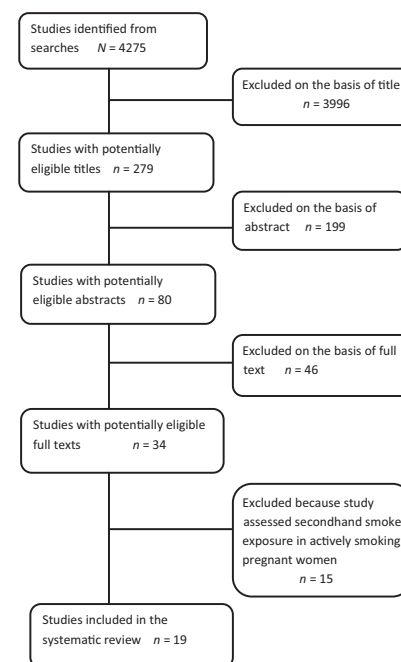 Studies identified from
searches N = 4275
Excluded on the basis of title
n = 3996
Studies with potentially
eligible titles n = 279
Excluded on the basis of
abstract n = 199
Studies with potentially
eligible abstracts n = 80
Excluded on the basis of full
text n = 46
Studies with potentially eligible
full texts n = 34
Excluded because study
assessed secondhand smoke
exposure in actively smoking
pregnant women
n = 15
Studies included in the
systematic review n = 19